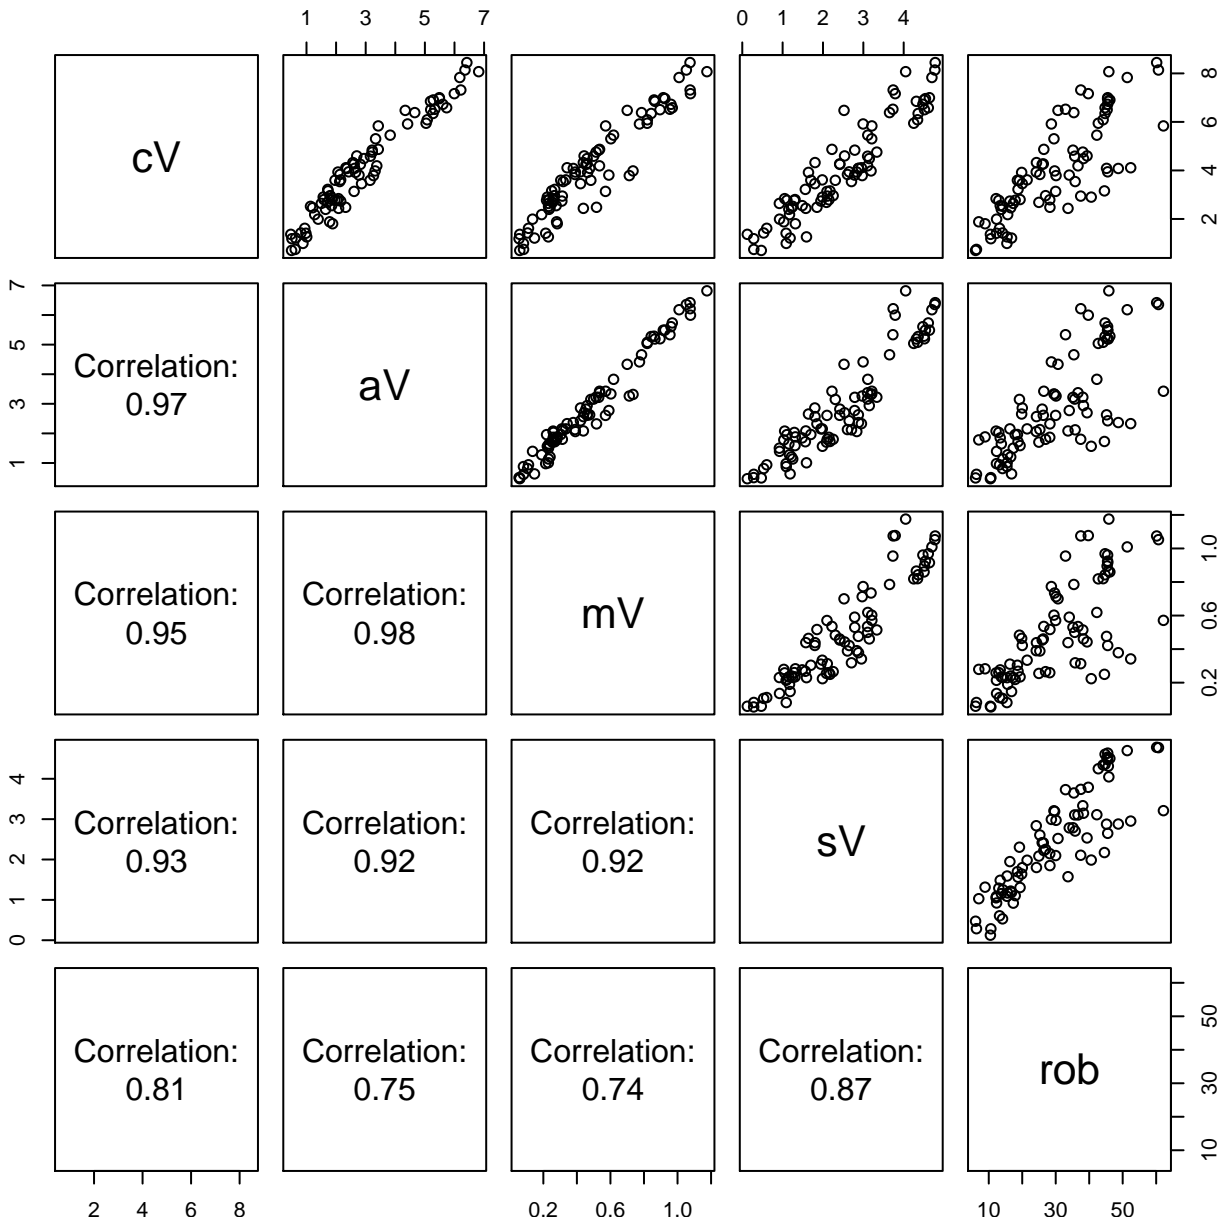 1 3 5 7 0 1 2 3 4
cV
2 4 6 8
1 3 5 7
Correlation:
0.97
aV
Correlation:
0.95
Correlation:
0.98
mV
0.2 0.6 1.0
0 1 2 3 4
Correlation:
0.93
Correlation:
0.92
Correlation:
0.92
sV
Correlation:
0.81
Correlation:
0.75
Correlation:
0.74
Correlation:
0.87
rob
10 30 50
2 4 6 8 0.2 0.6 1.0 10 30 50